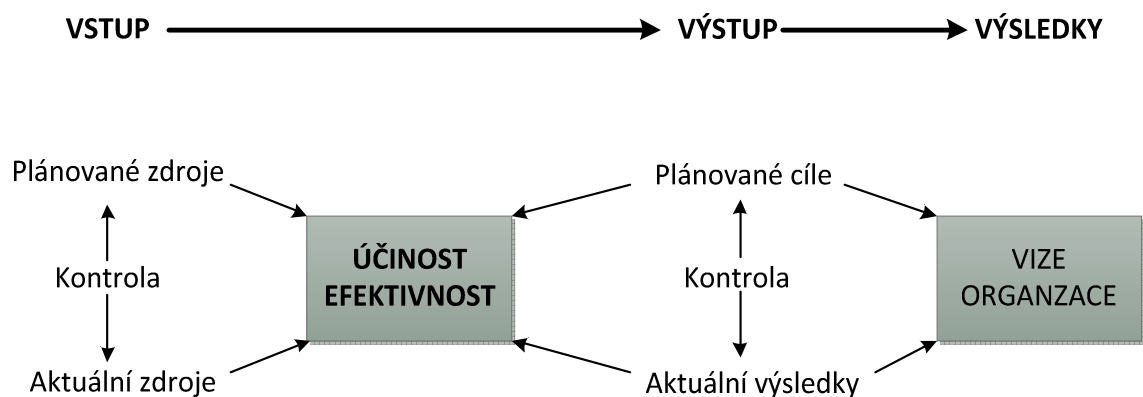 VSTUP VÝSTUP VÝSLEDKY
Plánované zdroje Plánované cíle
Kontrola ÚČINOST EFEKTIVNOST Kontrola VIZE ORGANZACE
Aktuální zdroje Aktuální výsledky